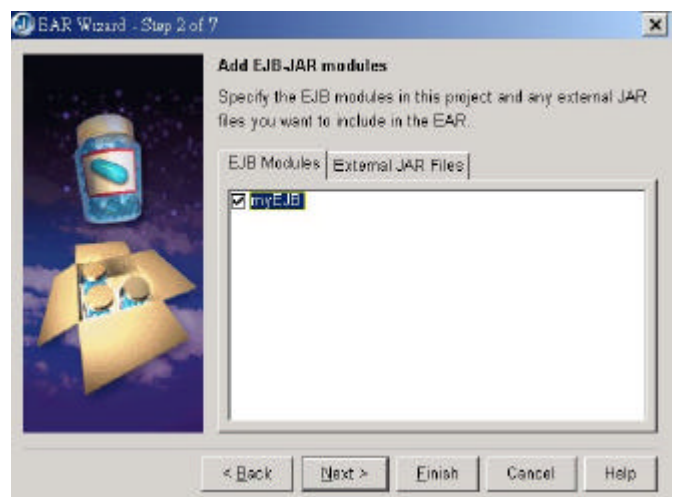 EAR Wizard - Step 2 of 7
Add EJB-JAR modules
Specify the EJB modules in this project and any external JAR
files you want to include in the EAR.
EJB Modules
External JAR Files
myEJB
< Back
Next >
Finish
Cancel
Help